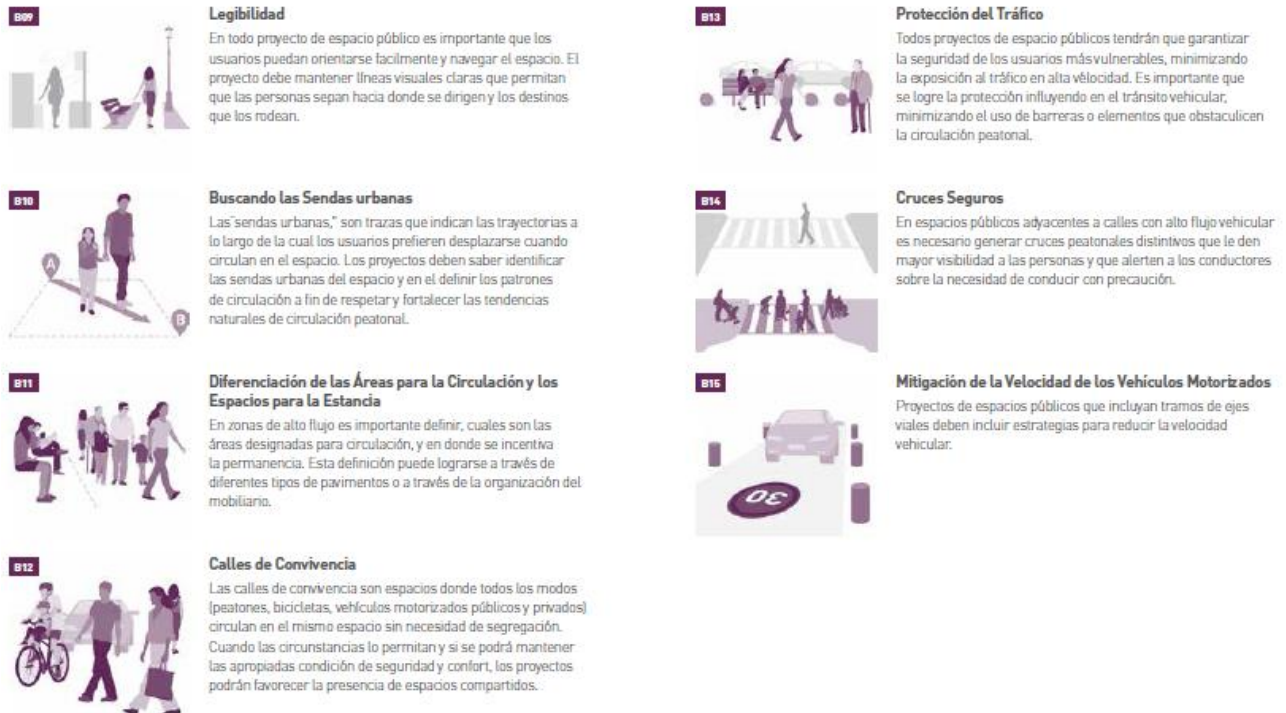 B09
Legibilidad
En todo proyecto de espacio público es importante que los
usuarios puedan orientarse facilmente y navegar el espacio. El
proyecto debe mantener líneas visuales claras que permitan
que las personas sepan hacia donde se dirigen y los destinos
que los rodean.
B10
Buscando las Sendas urbanas
Las"sendas urbanas," son trazas que indican las trayectorias a
lo largo de la cual los usuarios prefieren desplazarse cuando
circulan en el espacio. Los proyectos deben saber identificar
las sendas urbanas del espacio y en el definir los patrones
de circulación a fin de respetar y fortalecer las tendencias
naturales de circulación peatonal.
A
B
B11
Diferenciación de las Áreas para la Circulación y los
Espacios para la Estancia
En zonas de alto flujo es importante definir, cuales son las
áreas designadas para circulación, y en donde se incentiva
la permanencia. Esta definición puede lograrse a través de
diferentes tipos de pavimentos o a través de la organización del
mobiliario.
B12
Calles de Convivencia
Las calles de convivencia son espacios donde todos los modos
(peatones, bicicletas, vehículos motorizados públicos y privados)
circulan en el mismo espacio sin necesidad de segregación.
Cuando las circunstancias lo permitan y si se podrá mantener
las apropiadas condición de seguridad y confort, los proyectos
podrán favorecer la presencia de espacios compartidos.
B13
Protección del Tráfico
Todos proyectos de espacio públicos tendrán que garantizar
la seguridad de los usuarios más vulnerables, minimizando
la exposición al tráfico en alta vélocidad. Es importante que
se logre la protección influyendo en el tránsito vehicular,
minimizando el uso de barreras o elementos que obstaculicen
la circulación peatonal.
B14
Cruces Seguros
En espacios públicos adyacentes a calles con alto flujo vehicular
es necesario generar cruces peatonales distintivos que le den
mayor visibilidad a las personas y que alerten a los conductores
sobre la necesidad de conducir con precaución.
B15
Mitigación de la Velocidad de los Vehículos Motorizados
Proyectos de espacios públicos que incluyan tramos de ejes
viales deben incluir estrategias para reducir la velocidad
vehicular.
30